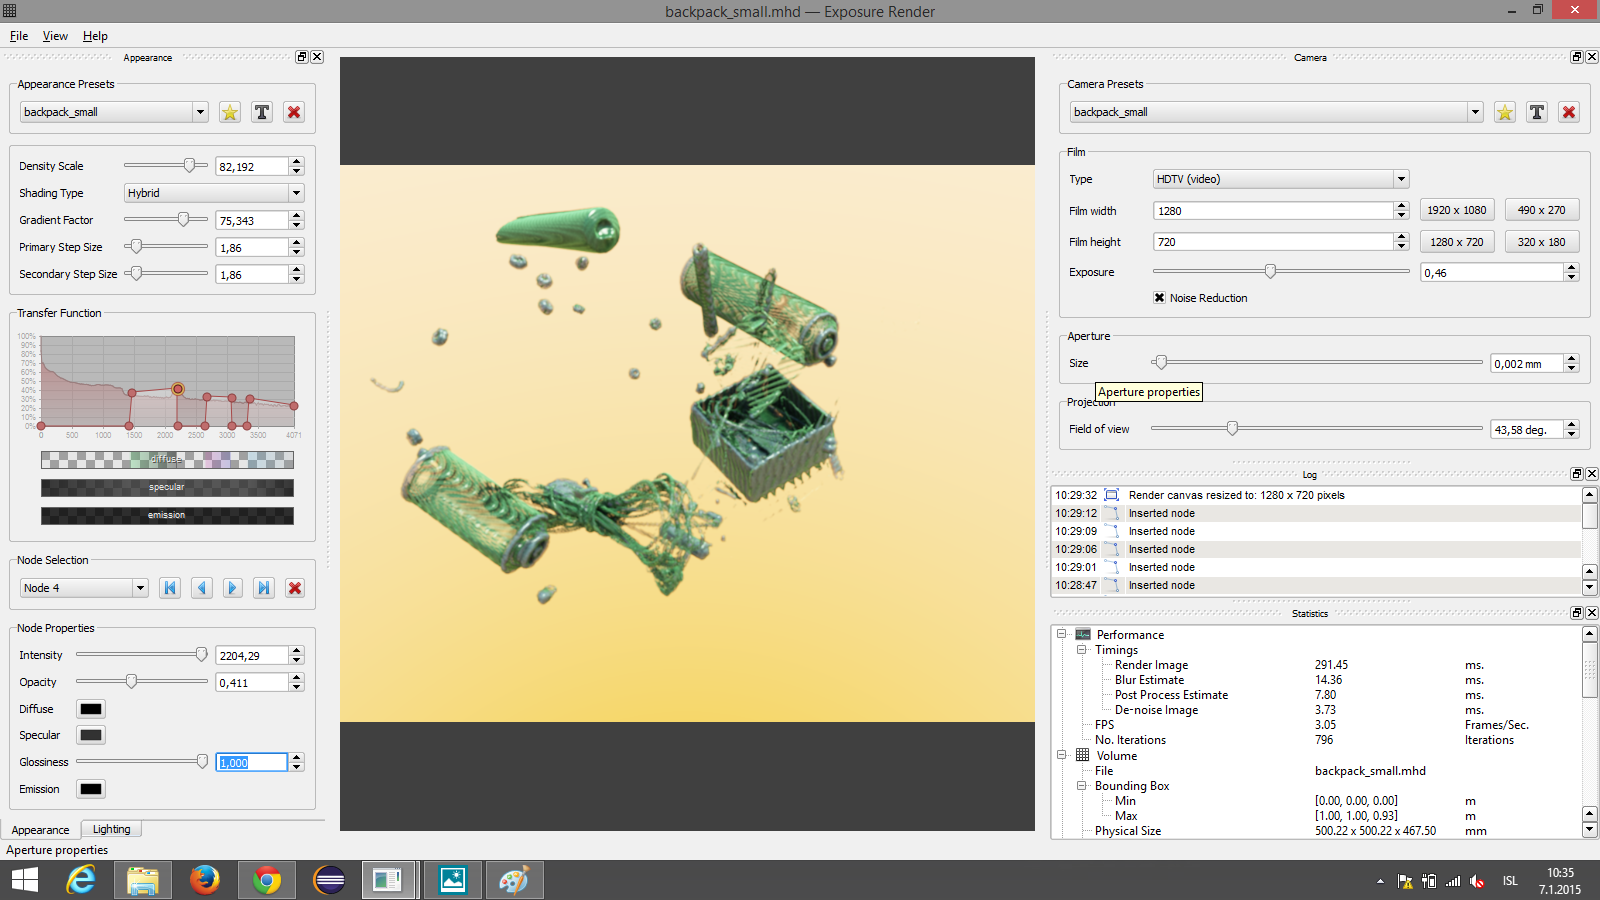 backpack_small.mhd — Exposure Render
File View Help
Appearance
Appearance Presets
backpack_small
Density Scale 82,192
Shading Type Hybrid
Gradient Factor 75,343
Primary Step Size 1,86
Secondary Step Size 1,86
Transfer Function
100%
90%
80%
70%
60%
50%
40%
30%
20%
10%
0%
0 500 1000 1500 2000 2500 3000 3500 4071
diffuse
specular
emission
Node Selection
Node 4
Node Properties
Intensity 2204,29
Opacity 0,411
Diffuse
Specular
Glossiness 1,000
Emission
Appearance Lighting
Aperture properties
Camera
Camera Presets
backpack_small
Film
Type HDTV (video)
Film width 1280 1920 x 1080 490 x 270
Film height 720 1280 x 720 320 x 180
Exposure 0,46
Noise Reduction
Aperture
Size 0,002 mm
Aperture properties
Projection
Field of view 43,58 deg.
Log
10:29:32 Render canvas resized to: 1280 x 720 pixels
10:29:12 Inserted node
10:29:09 Inserted node
10:29:06 Inserted node
10:29:01 Inserted node
10:28:47 Inserted node
Statistics
Performance
Timings
Render Image 291.45 ms.
Blur Estimate 14.36 ms.
Post Process Estimate 7.80 ms.
De-noise Image 3.73 ms.
FPS 3.05 Frames/Sec.
No. Iterations 796 Iterations
Volume
File backpack_small.mhd
Bounding Box
Min [0.00, 0.00, 0.00] m
Max [1.00, 1.00, 0.93] m
Physical Size 500.22 x 500.22 x 467.50 mm
ISL
10:35
7.1.2015